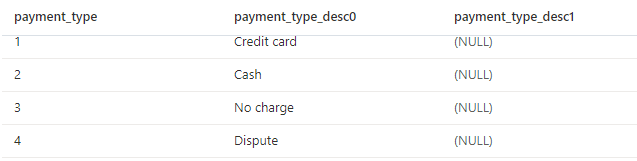 payment_type payment_type_desc0 payment_type_desc1
1 Credit card (NULL)
2 Cash (NULL)
3 No charge (NULL)
4 Dispute (NULL)